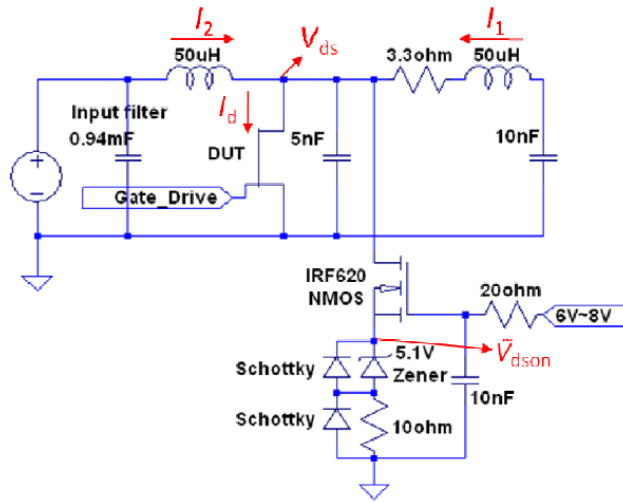 I2
I1
50uH
Vds
3.3ohm
50uH
Input filter
0.94mF
Id
DUT
5nF
10nF
Gate_Drive
IRF620
NMOS
20ohm
6V~8V
5.1V
Zener
Ṽdson
Schottky
10nF
Schottky
10ohm